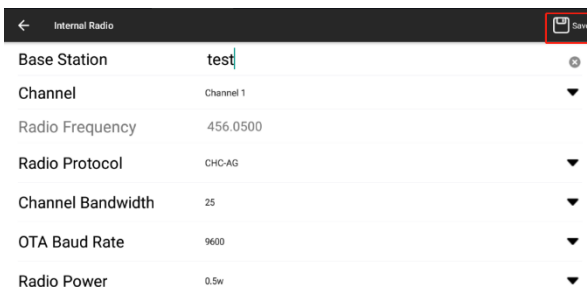 Internal Radio Save
Base Station test
Channel Channel 1
Radio Frequency 456.0500
Radio Protocol CHC-AG
Channel Bandwidth 25
OTA Baud Rate 9600
Radio Power 0.5w